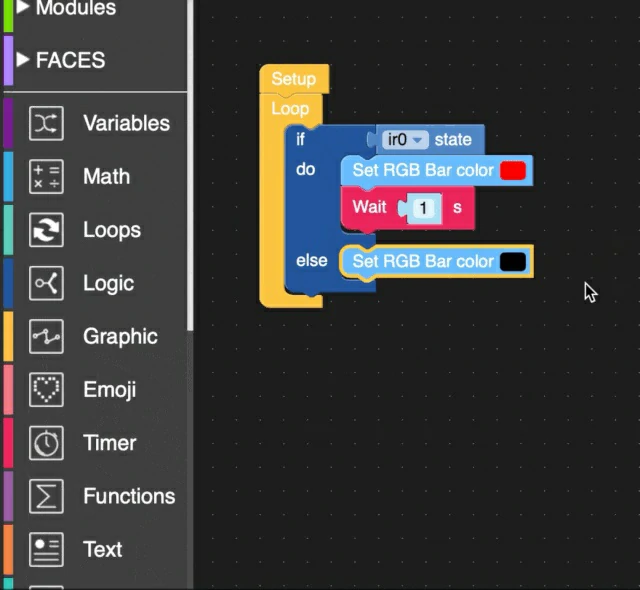 Modules
FACES
Variables
Math
Loops
Logic
Graphic
Emoji
Timer
Functions
Text
Setup
Loop
if ir0 state
do Set RGB Bar color
Wait 1 s
else Set RGB Bar color